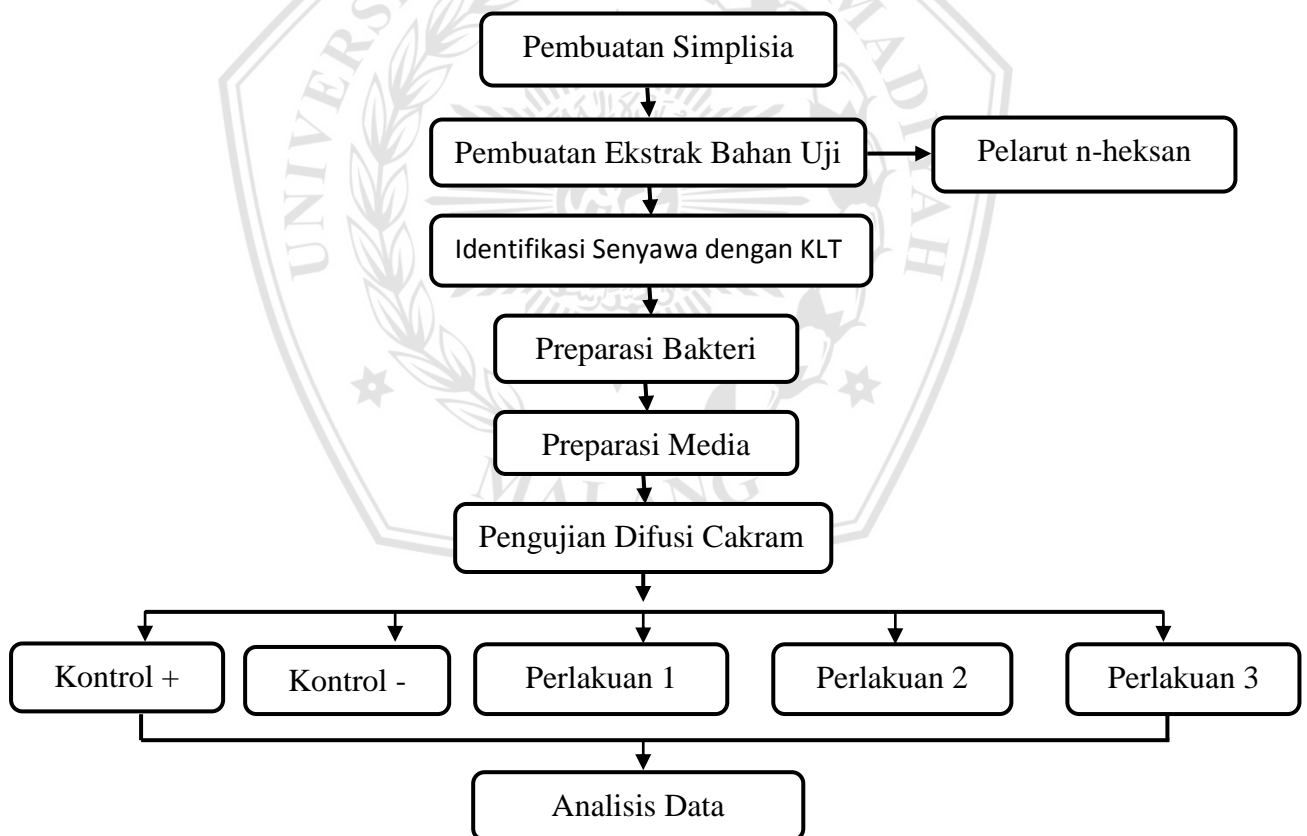 Pembuatan Simplisia
Pembuatan Ekstrak Bahan Uji
Pelarut n-heksan
Identifikasi Senyawa dengan KLT
Preparasi Bakteri
Preparasi Media
MALANG
Pengujian Difusi Cakram
Kontrol +
Kontrol -
Perlakuan 1
Perlakuan 2
Perlakuan 3
Analisis Data